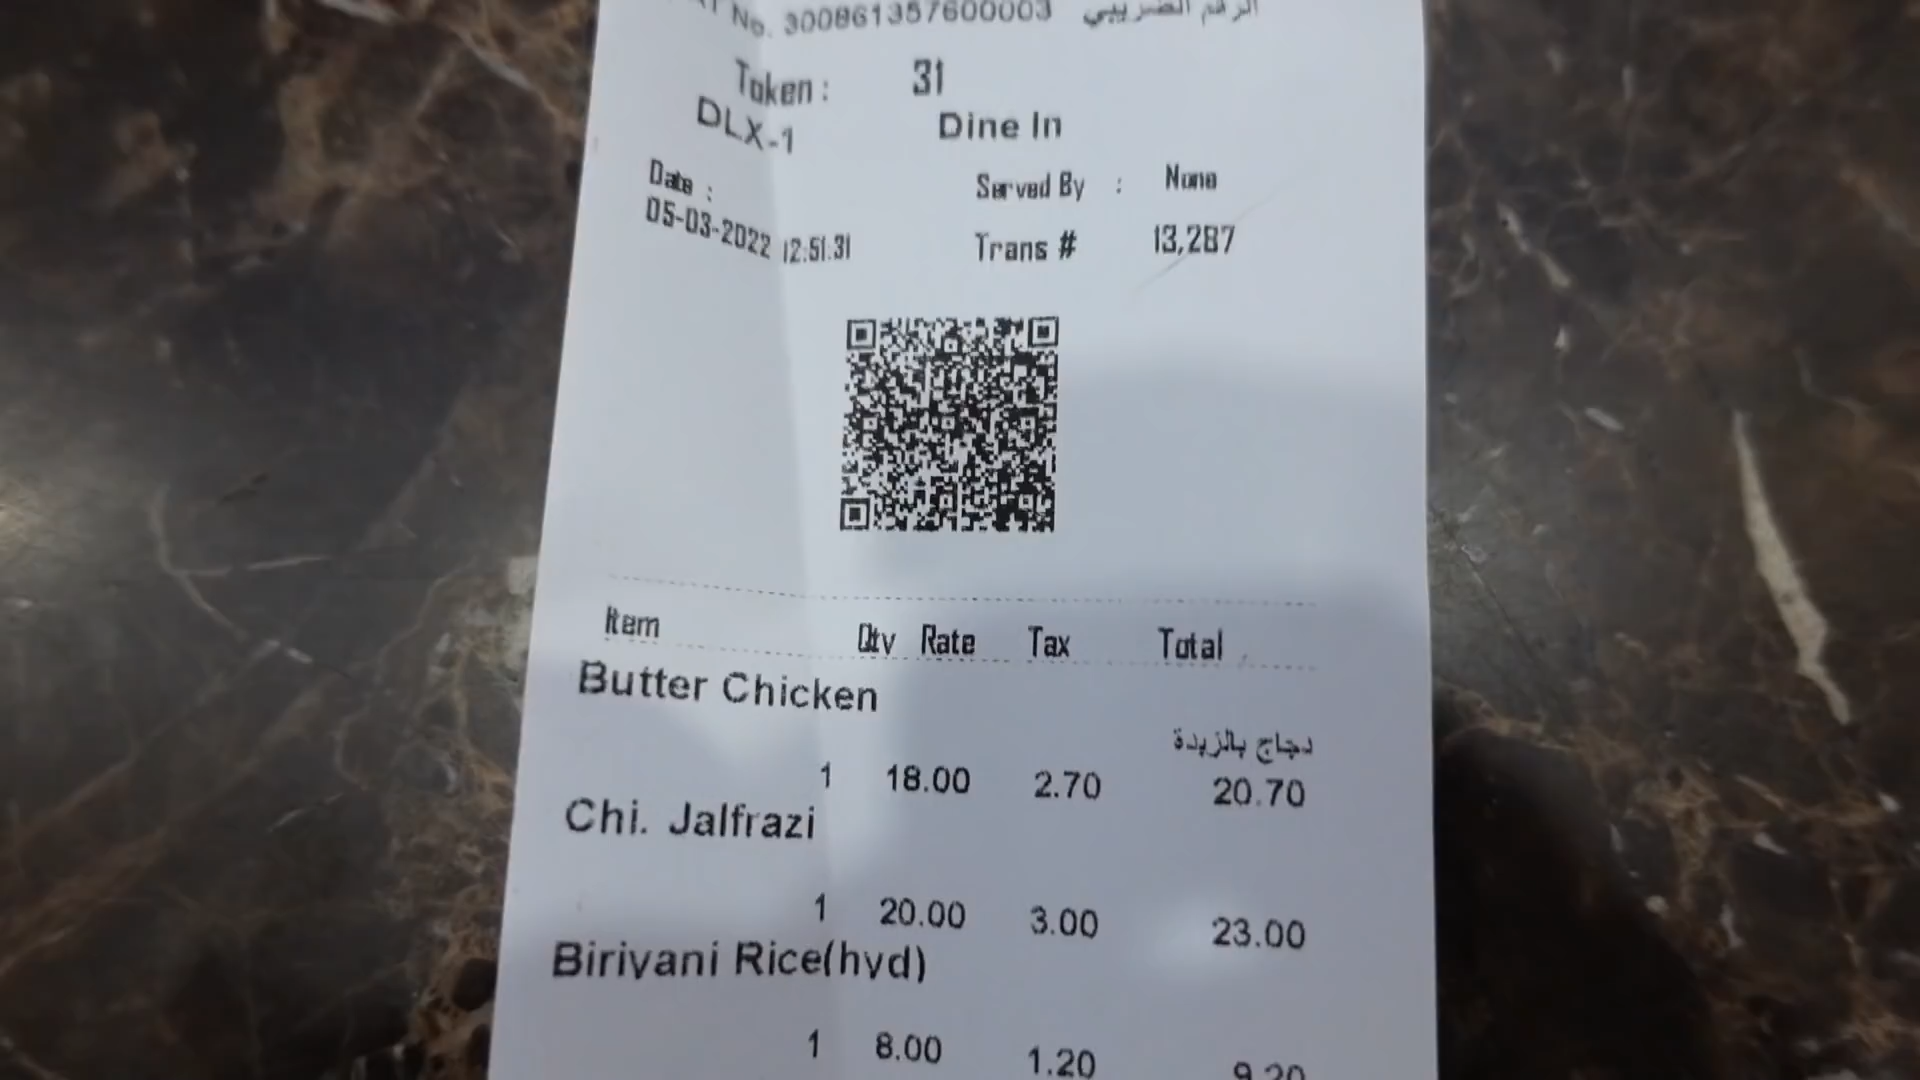 No. 300861357600003 الرقم الضريبي
Token : 31
DLX-1 Dine In
Date : Served By : None
05-03-2022 12:51:31 Trans # 13,287
Item Qty Rate Tax Total
Butter Chicken
دجاج بالزبدة
1 18.00 2.70 20.70
Chi. Jalfrazi
1 20.00 3.00 23.00
Biriyani Rice(hyd)
1 8.00 1.20 9.20